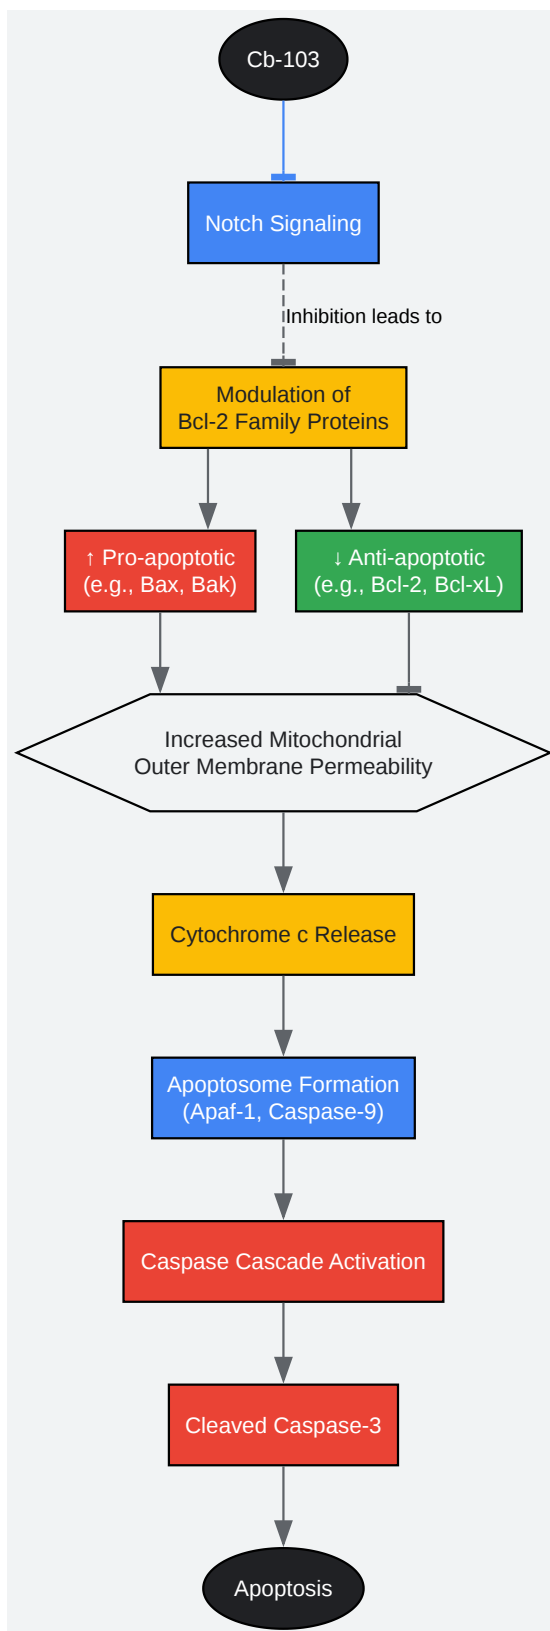 Cb-103
Notch Signaling
Inhibition leads to
Modulation of
Bcl-2 Family Proteins
↑ Pro-apoptotic
(e.g., Bax, Bak)
↓ Anti-apoptotic
(e.g., Bcl-2, Bcl-xL)
Increased Mitochondrial
Outer Membrane Permeability
Cytochrome c Release
Apoptosome Formation
(Apaf-1, Caspase-9)
Caspase Cascade Activation
Cleaved Caspase-3
Apoptosis